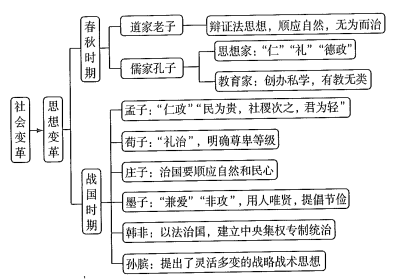 社会变革
思想变革
春秋时期
道家老子
辩证法思想，顺应自然，无为而治
儒家孔子
思想家：“仁”“礼”“德政”
教育家：创办私学，有教无类
战国时期
孟子：“仁政”“民为贵，社稷次之，君为轻”
荀子：“礼治”，明确尊卑等级
庄子：治国要顺应自然和民心
墨子：“兼爱”“非攻”，用人唯贤，提倡节俭
韩非：以法治国，建立中央集权专制统治
孙膑：提出了灵活多变的战略战术思想